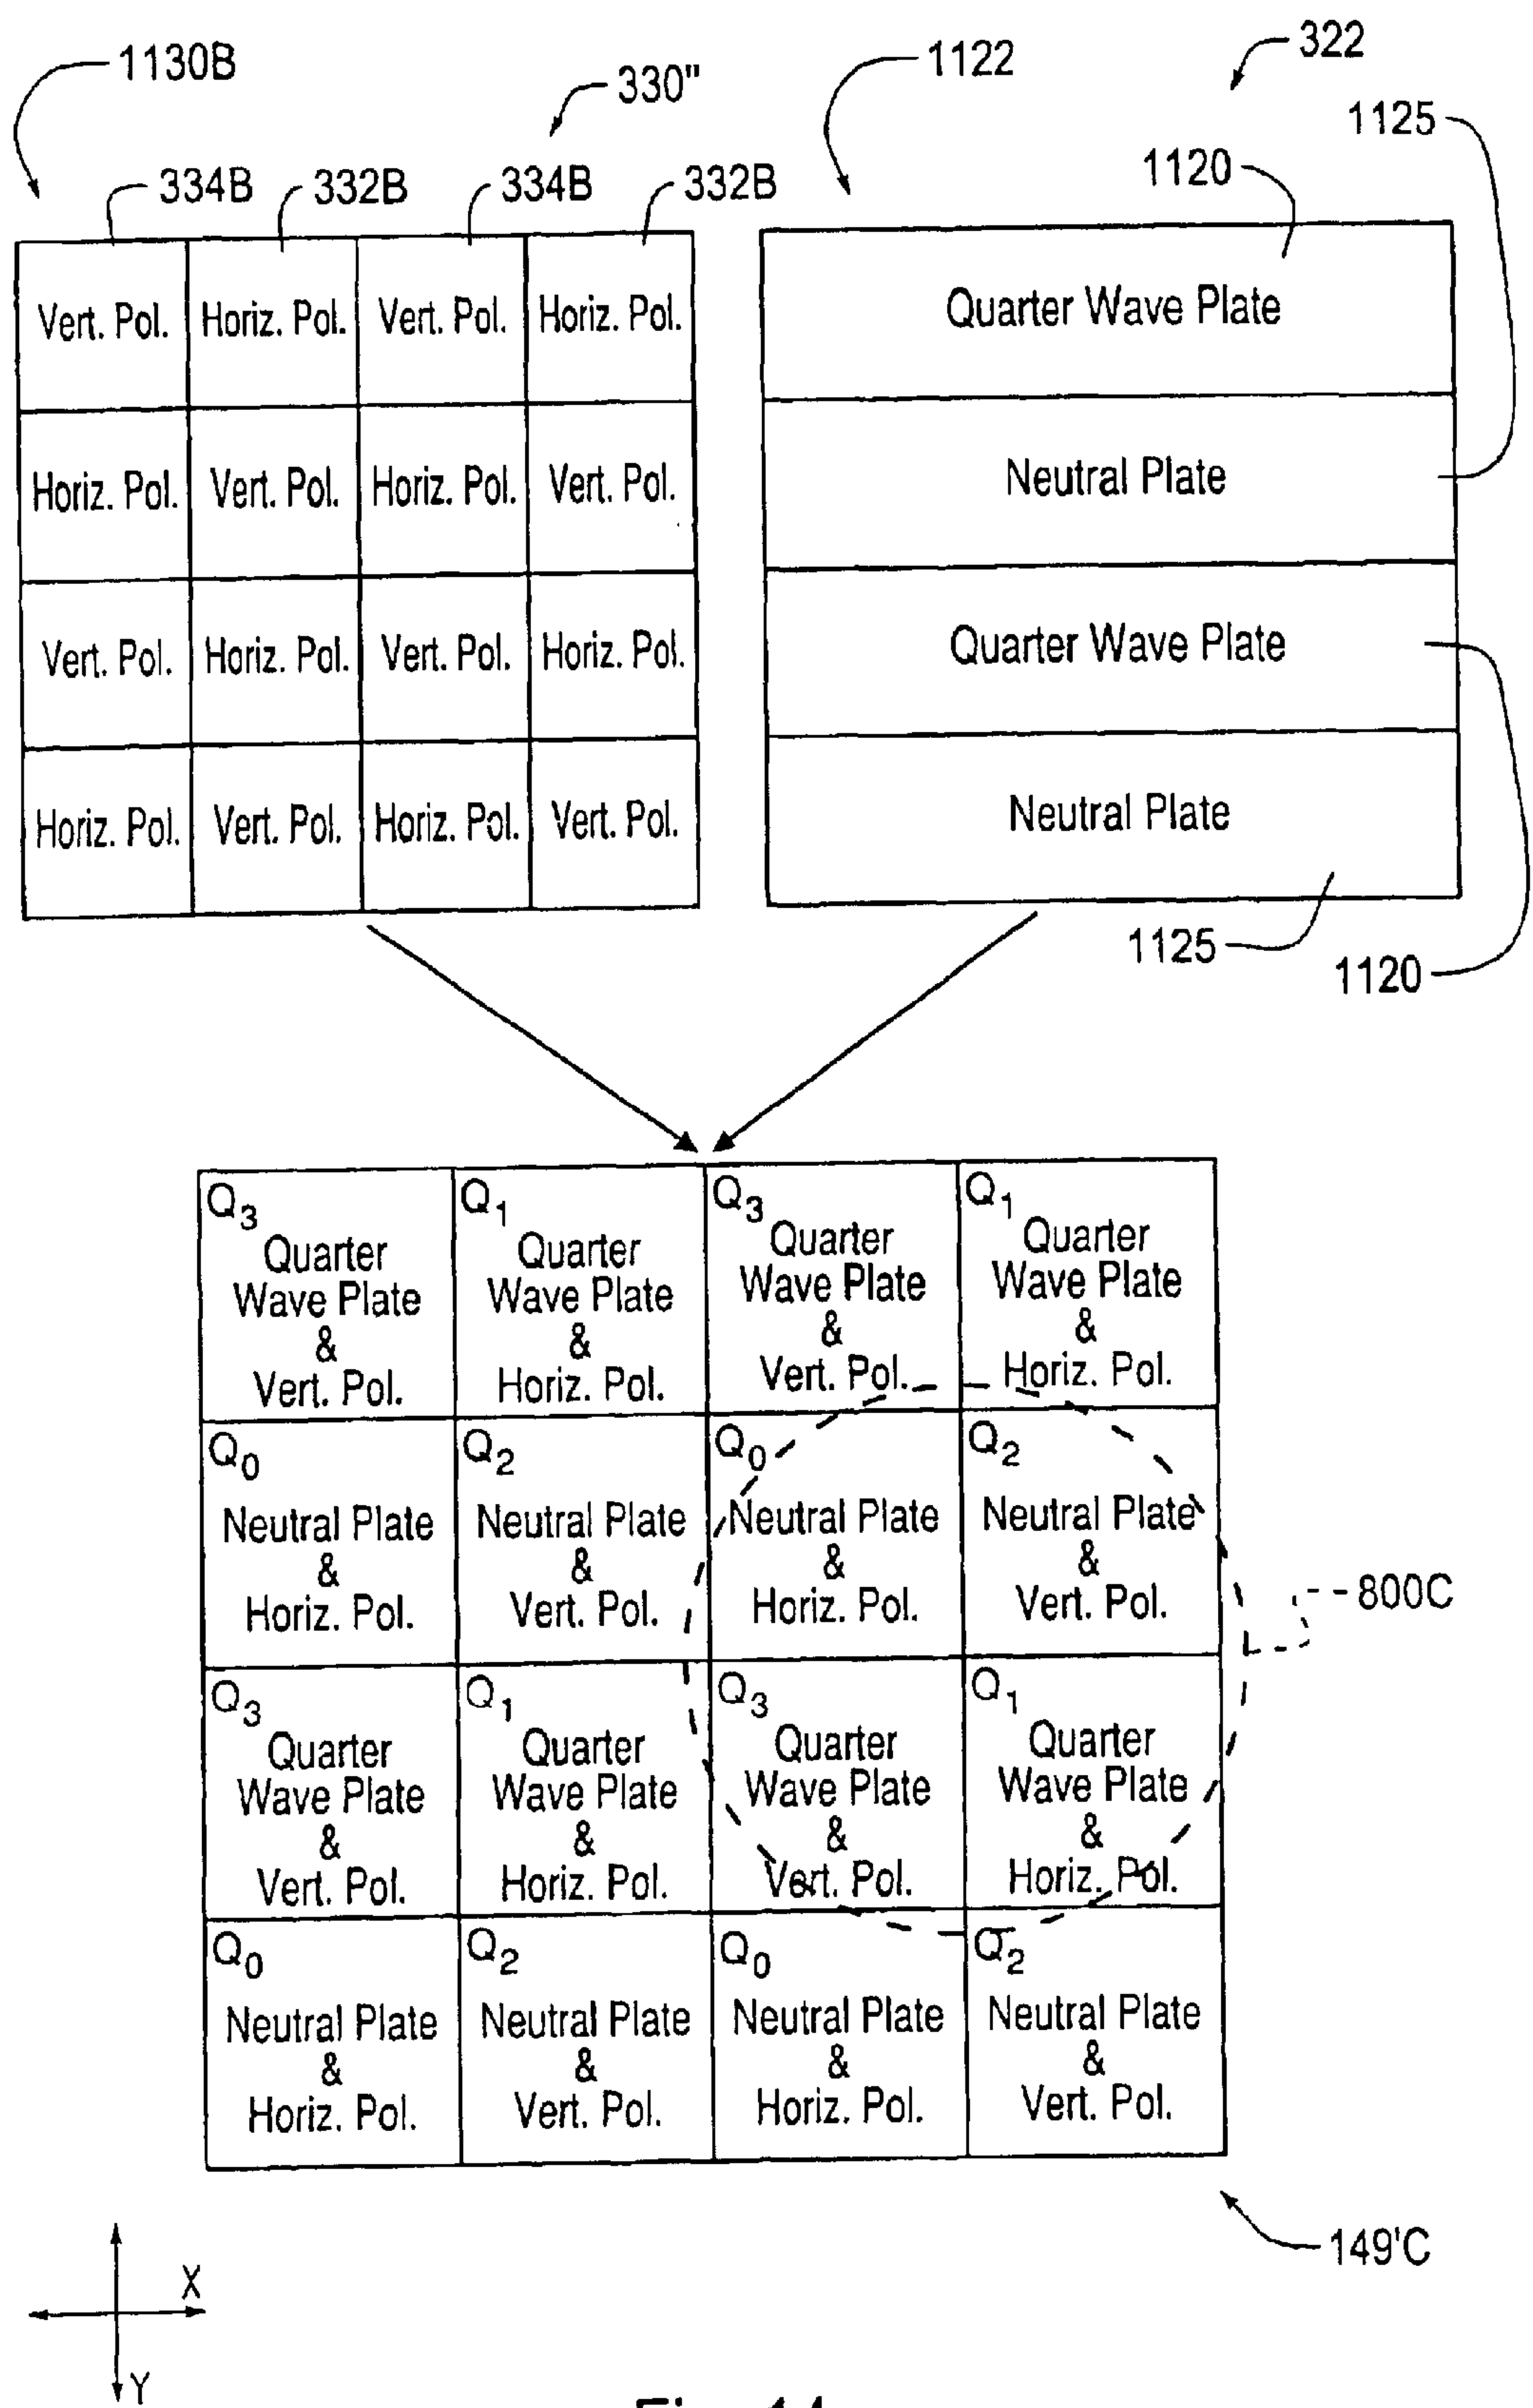 1130B
330"
1122
322
1125
334B 332B 334B 332B
1120
Vert. Pol. Horiz. Pol. Vert. Pol. Horiz. Pol.
Quarter Wave Plate
Horiz. Pol. Vert. Pol. Horiz. Pol. Vert. Pol.
Neutral Plate
Vert. Pol. Horiz. Pol. Vert. Pol. Horiz. Pol.
Quarter Wave Plate
Horiz. Pol. Vert. Pol. Horiz. Pol. Vert. Pol.
Neutral Plate
1125
1120
Q3 Q1 Q3 Q1
Quarter Quarter Quarter Quarter
Wave Plate Wave Plate Wave Plate Wave Plate
& & & &
Vert. Pol. Horiz. Pol. Vert. Pol. Horiz. Pol.
Q0 Q2 Q0 Q2
Neutral Plate Neutral Plate Neutral Plate Neutral Plate
& & & &
Horiz. Pol. Vert. Pol. Horiz. Pol. Vert. Pol.
800C
Q3 Q1 Q3 Q1
Quarter Quarter Quarter Quarter
Wave Plate Wave Plate Wave Plate Wave Plate
& & & &
Vert. Pol. Horiz. Pol. Vert. Pol. Horiz. Pol.
Q0 Q2 Q0 Q2
Neutral Plate Neutral Plate Neutral Plate Neutral Plate
& & & &
Horiz. Pol. Vert. Pol. Horiz. Pol. Vert. Pol.
149'C
X
Y